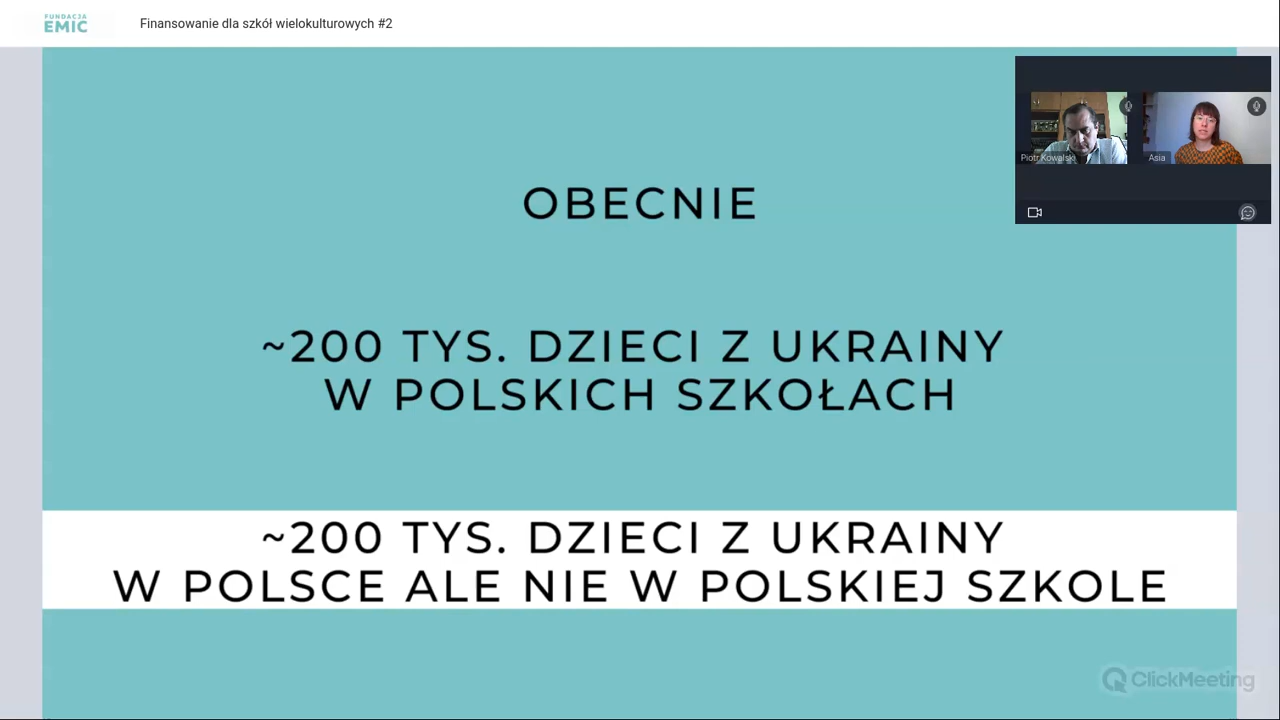 FUNDACJA
EMIC
Finansowanie dla szkół wielokulturowych #2
OBECNIE
~200 TYS. DZIECI Z UKRAINY
W POLSKICH SZKOŁACH
~200 TYS. DZIECI Z UKRAINY
W POLSCE ALE NIE W POLSKIEJ SZKOLE
Piotr Kowalski
Asia
ClickMeeting